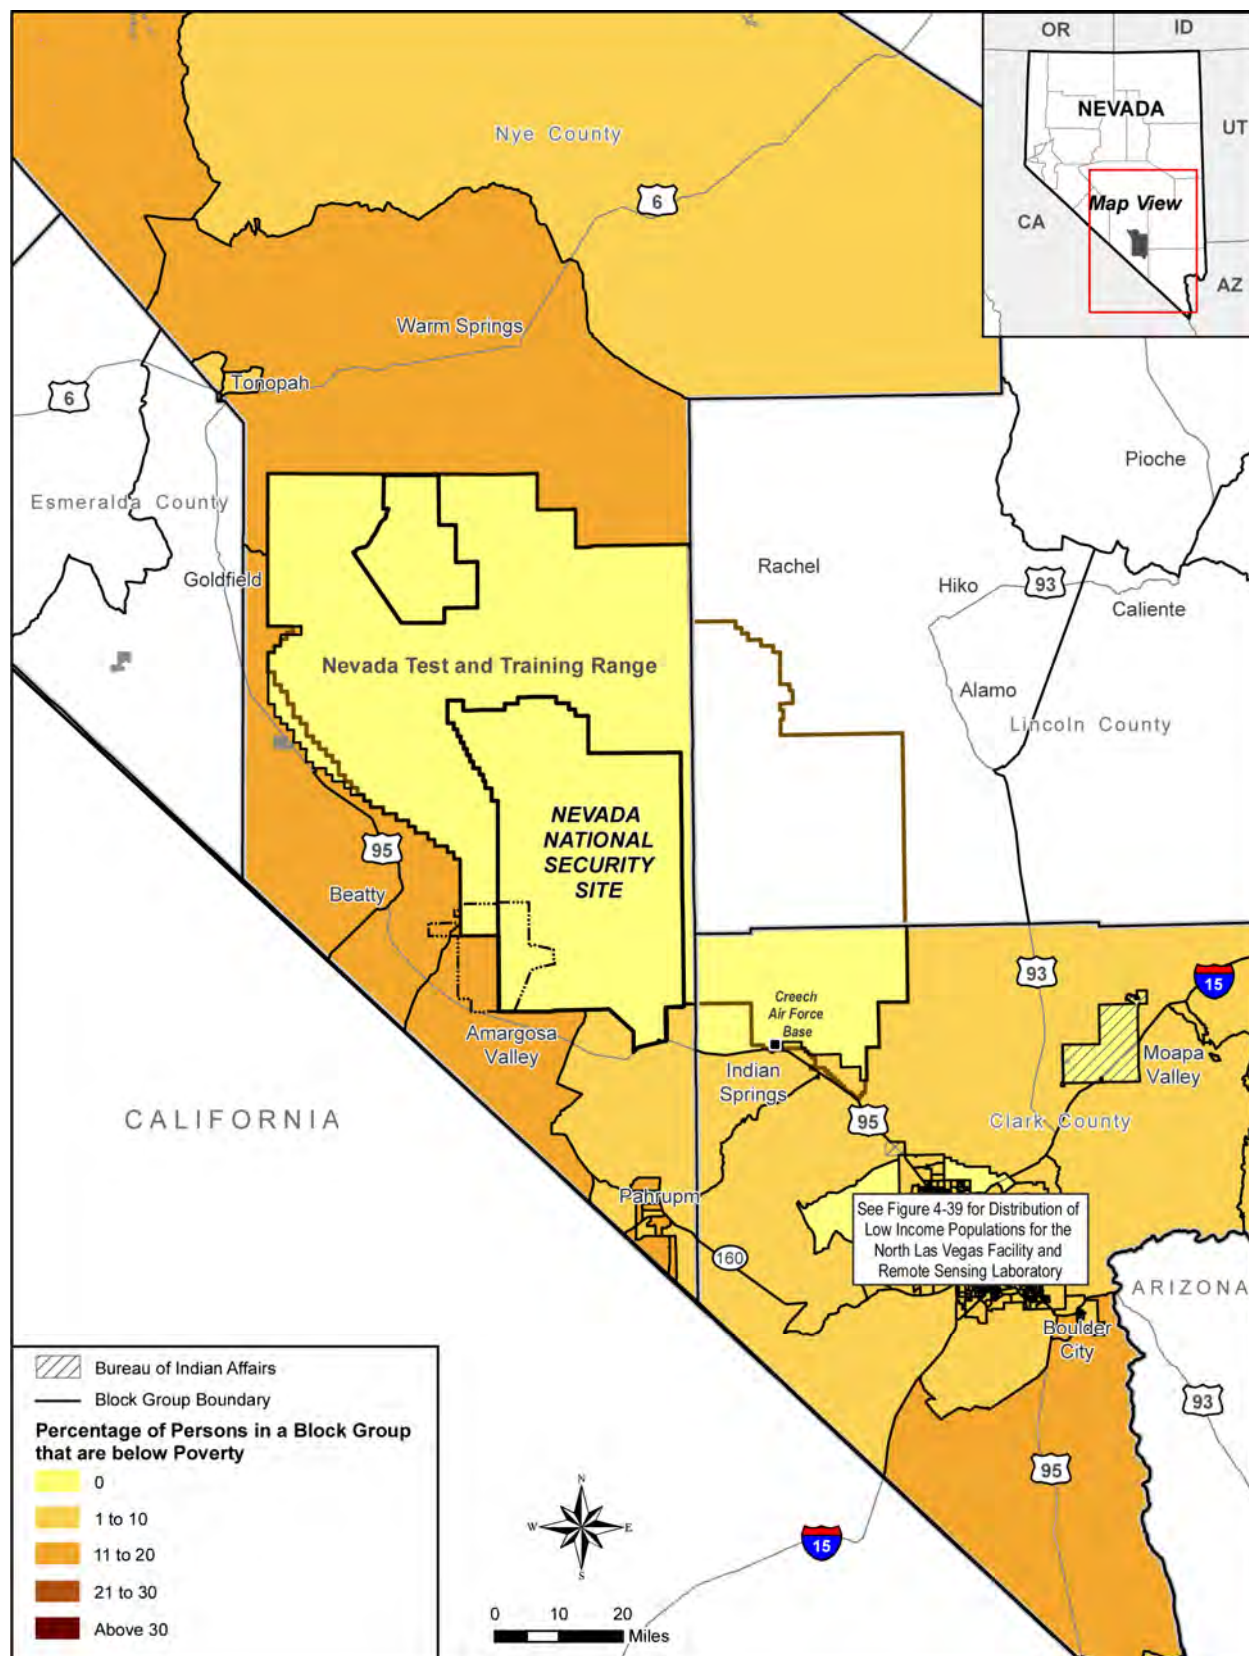 OR
ID
NEVADA
UT
Map View
CA
AZ
Nye County
6
Warm Springs
Tonopah
6
Pioche
Esmeralda County
Rachel
Goldfield
Hiko
93
Caliente
Nevada Test and Training Range
Alamo
Lincoln County
NEVADA
NATIONAL
SECURITY
SITE
95
Beatty
93
15
Creech
Air Force
Base
Amargosa
Valley
Moapa
Valley
Indian
Springs
CALIFORNIA
95
Clark County
Pahrupm
See Figure 4-39 for Distribution of
Low Income Populations for the
North Las Vegas Facility and
Remote Sensing Laboratory
160
ARIZONA
Boulder
City
93
95
15
Bureau of Indian Affairs
Block Group Boundary
Percentage of Persons in a Block Group
that are below Poverty
0
1 to 10
11 to 20
21 to 30
Above 30
N
W
E
S
0 10 20
Miles